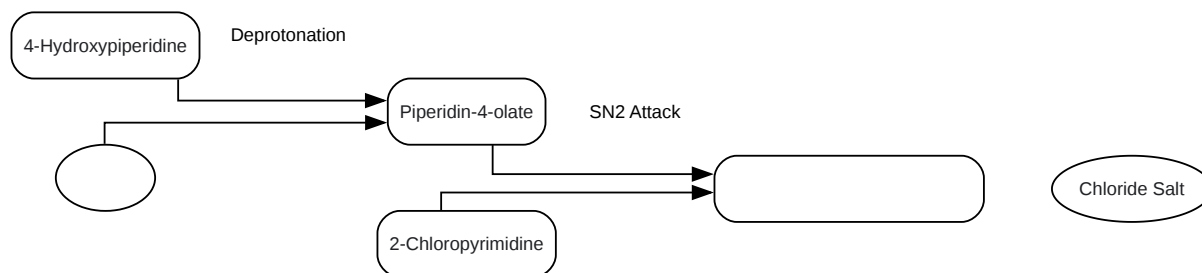 4-Hydroxypiperidine
Deprotonation
Piperidin-4-olate
SN2 Attack
Chloride Salt
2-Chloropyrimidine